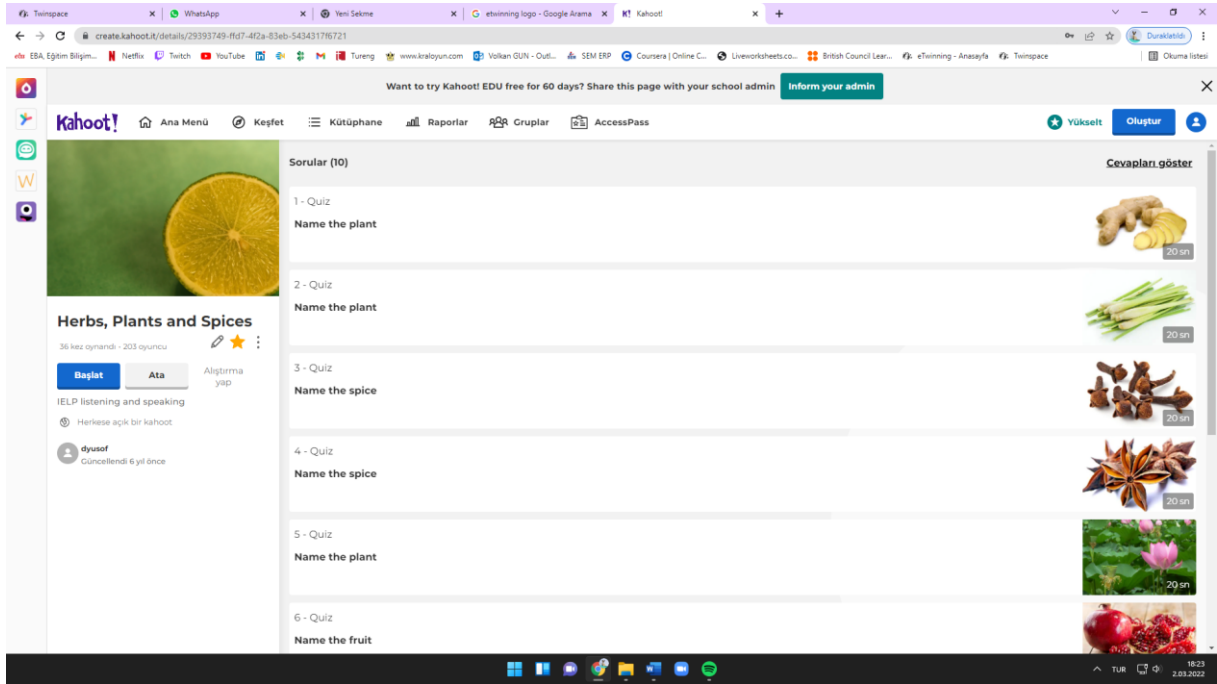 Twinspace
WhatsApp
Yeni Sekme
etwinning logo - Google Arama
Kahoot!
create.kahoot.it/details/29393749-ffd7-4f2a-83eb-5434317f6721
Duraklatıldı
EBA, Eğitim Bilişim...
Netflix
Twitch
YouTube
Tureng
www.kraloyun.com
Volkan GUN - Outl...
SEM ERP
Coursera | Online C...
Liveworksheets.co...
British Council Lear...
eTwinning - Anasayfa
Twinspace
Okuma listesi
Want to try Kahoot! EDU free for 60 days? Share this page with your school admin
Inform your admin
Kahoot!
Ana Menü
Keşfet
Kütüphane
Raporlar
Gruplar
AccessPass
Yükselt
Oluştur
Herbs, Plants and Spices
36 kez oynandı · 203 oyuncu
Başlat
Ata
Alıştırma
yap
IELP listening and speaking
Herkese açık bir kahoot
dyusof
Güncellendi 6 yıl önce
Sorular (10)
Cevapları göster
1 - Quiz
Name the plant
20 sn
2 - Quiz
Name the plant
20 sn
3 - Quiz
Name the spice
20 sn
4 - Quiz
Name the spice
20 sn
5 - Quiz
Name the plant
20 sn
6 - Quiz
Name the fruit
TUR
18:23
2.03.2022